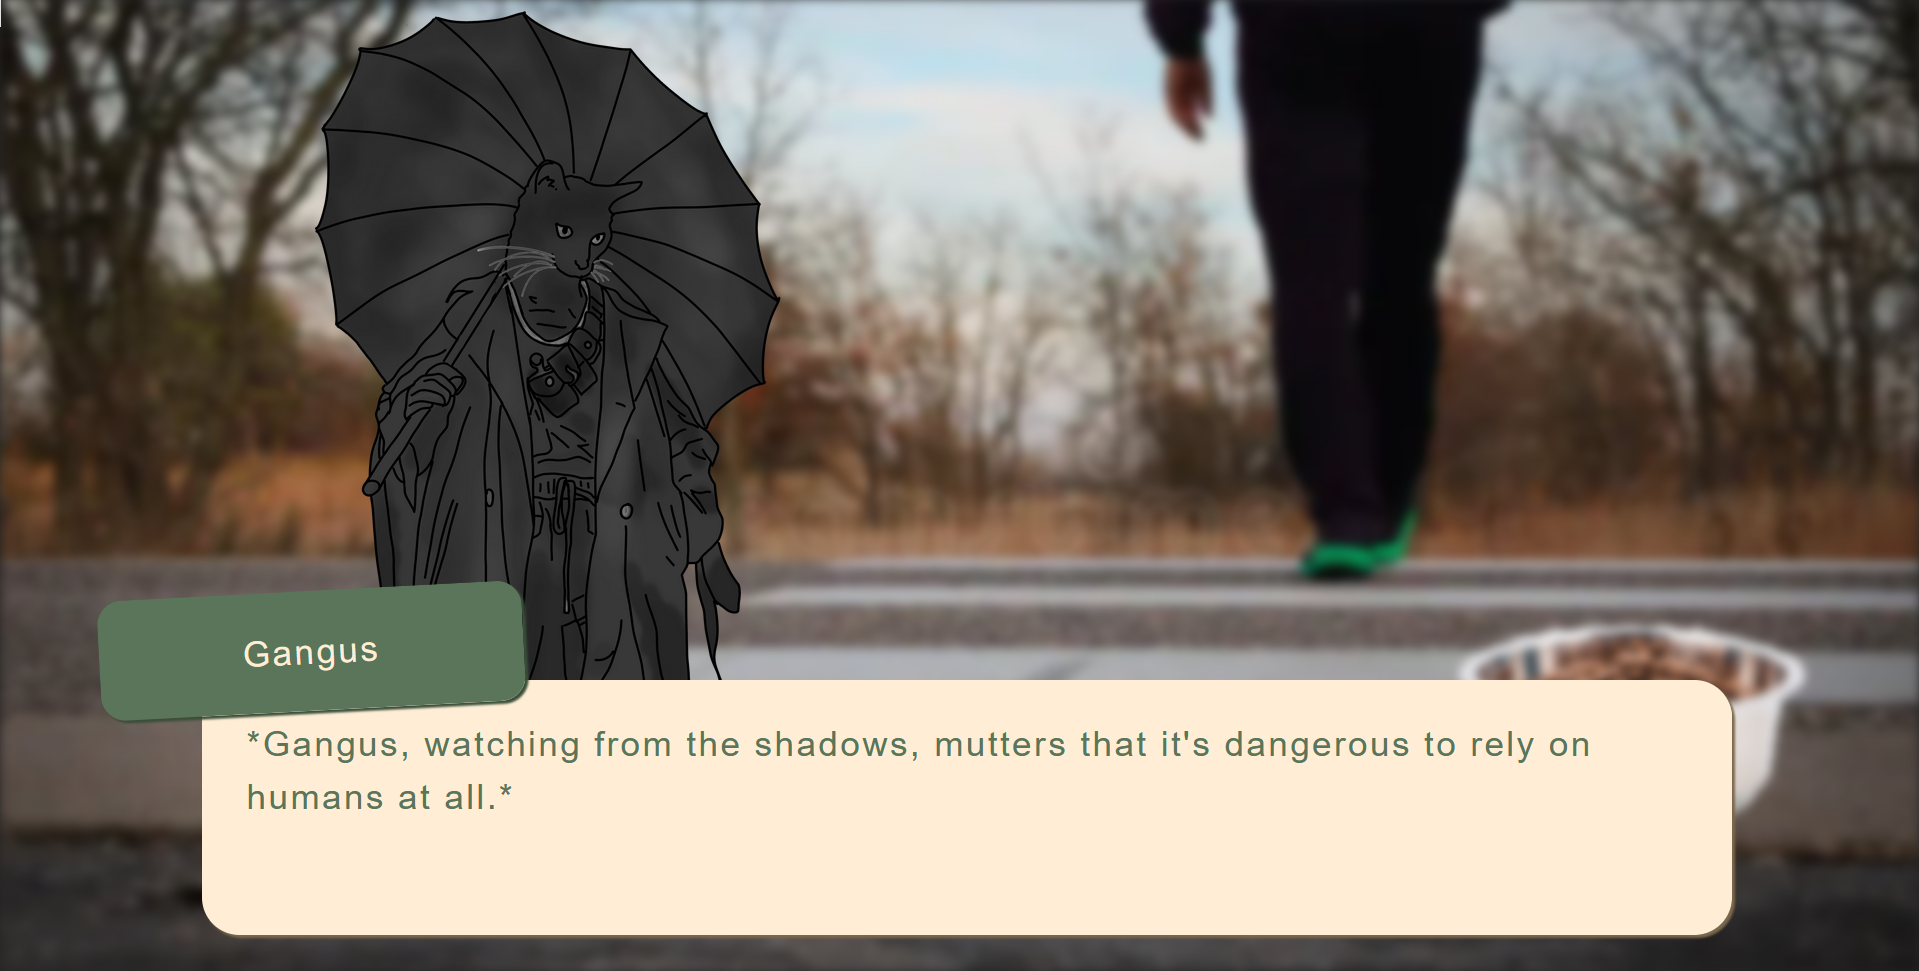 Gangus
*Gangus, watching from the shadows, mutters that it's dangerous to rely on
humans at all.*